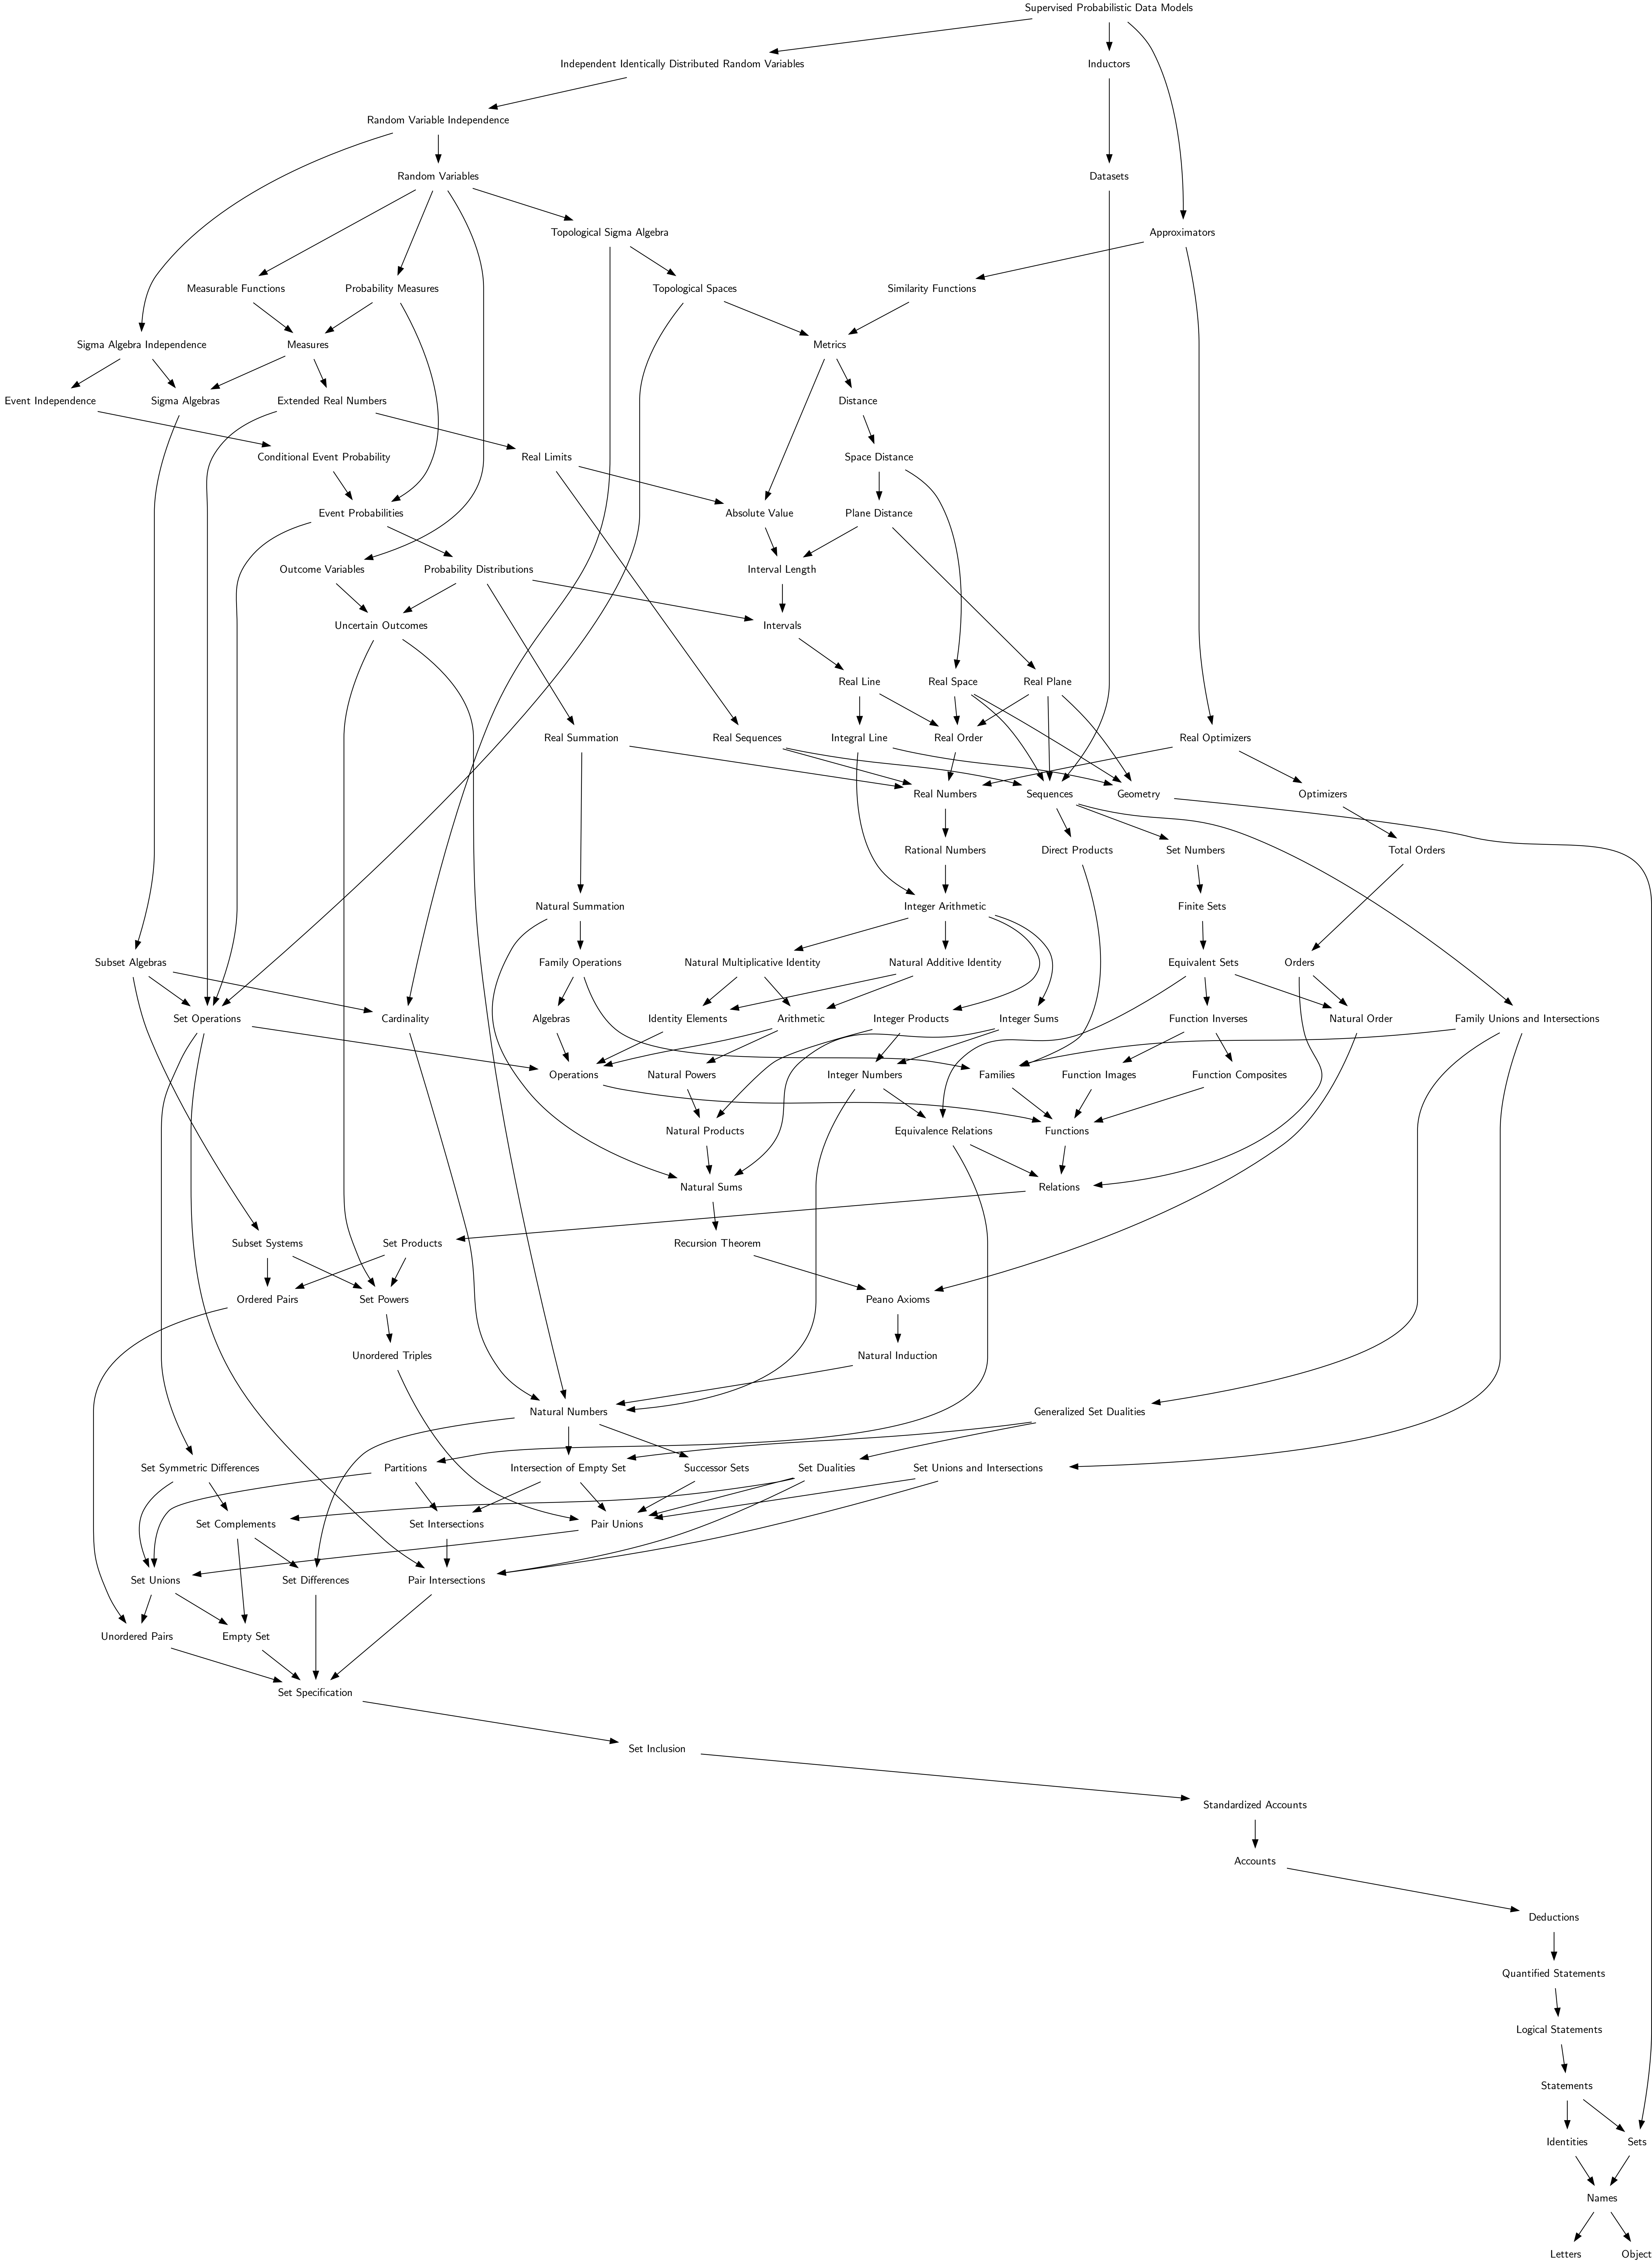 Supervised Probabilistic Data Models
Independent Identically Distributed Random Variables
Inductors
Random Variable Independence
Random Variables
Datasets
Topological Sigma Algebra
Approximators
Measurable Functions
Probability Measures
Topological Spaces
Similarity Functions
Sigma Algebra Independence
Measures
Metrics
Event Independence
Sigma Algebras
Extended Real Numbers
Distance
Conditional Event Probability
Real Limits
Space Distance
Event Probabilities
Absolute Value
Plane Distance
Outcome Variables
Probability Distributions
Interval Length
Uncertain Outcomes
Intervals
Real Line
Real Space
Real Plane
Real Summation
Real Sequences
Integral Line
Real Order
Real Optimizers
Real Numbers
Sequences
Geometry
Optimizers
Rational Numbers
Direct Products
Set Numbers
Total Orders
Natural Summation
Integer Arithmetic
Finite Sets
Subset Algebras
Family Operations
Natural Multiplicative Identity
Natural Additive Identity
Equivalent Sets
Orders
Set Operations
Cardinality
Algebras
Identity Elements
Arithmetic
Integer Products
Integer Sums
Function Inverses
Natural Order
Family Unions and Intersections
Operations
Natural Powers
Integer Numbers
Families
Function Images
Function Composites
Natural Products
Equivalence Relations
Functions
Natural Sums
Relations
Subset Systems
Set Products
Recursion Theorem
Ordered Pairs
Set Powers
Peano Axioms
Unordered Triples
Natural Induction
Natural Numbers
Generalized Set Dualities
Set Symmetric Differences
Partitions
Intersection of Empty Set
Successor Sets
Set Dualities
Set Unions and Intersections
Set Complements
Set Intersections
Pair Unions
Set Unions
Set Differences
Pair Intersections
Unordered Pairs
Empty Set
Set Specification
Set Inclusion
Standardized Accounts
Accounts
Deductions
Quantified Statements
Logical Statements
Statements
Identities
Sets
Names
Letters
Object